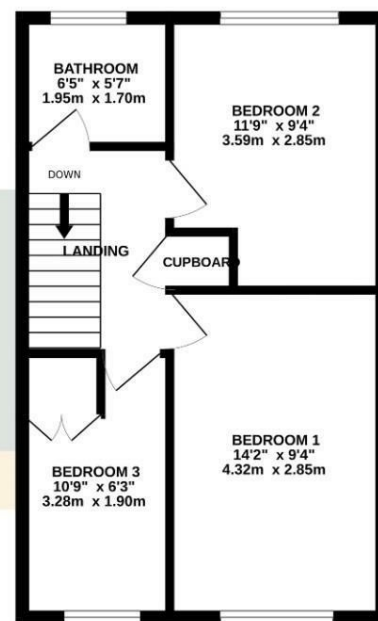 BATHROOM
6'5" x 5'7"
1.95m x 1.70m
BEDROOM 2
11'9" x 9'4"
3.59m x 2.85m
DOWN
LANDING
CUPBOARD
BEDROOM 1
14'2" x 9'4"
4.32m x 2.85m
BEDROOM 3
10'9" x 6'3"
3.28m x 1.90m